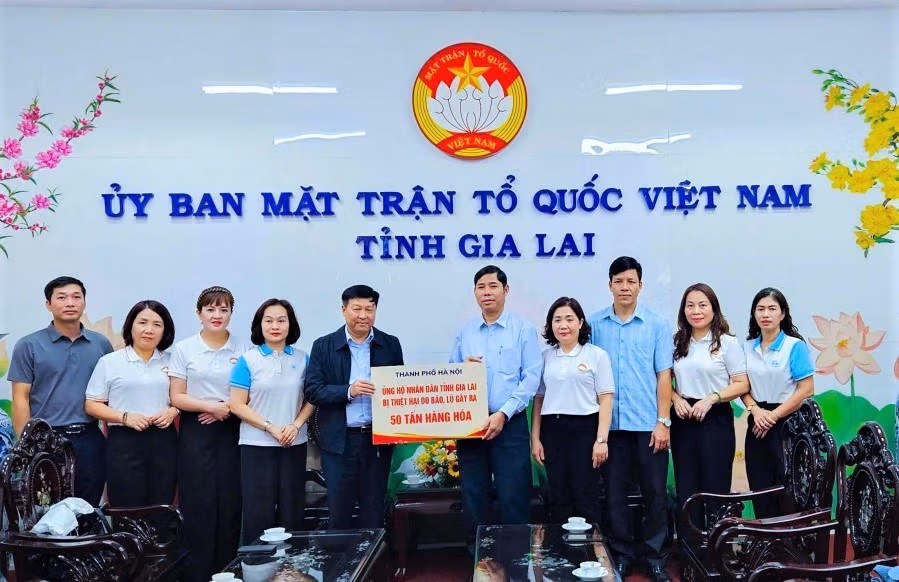 MẶT TRẬN TỔ QUỐC
VIỆT NAM
ỦY BAN MẶT TRẬN TỔ QUỐC VIỆT NAM
TỈNH GIA LAI
THÀNH PHỐ HÀ NỘI
ỦNG HỘ NHÂN DÂN TỈNH GIA LAI
BỊ THIỆT HẠI DO BÃO, LŨ GÂY RA
50 TẤN HÀNG HÓA